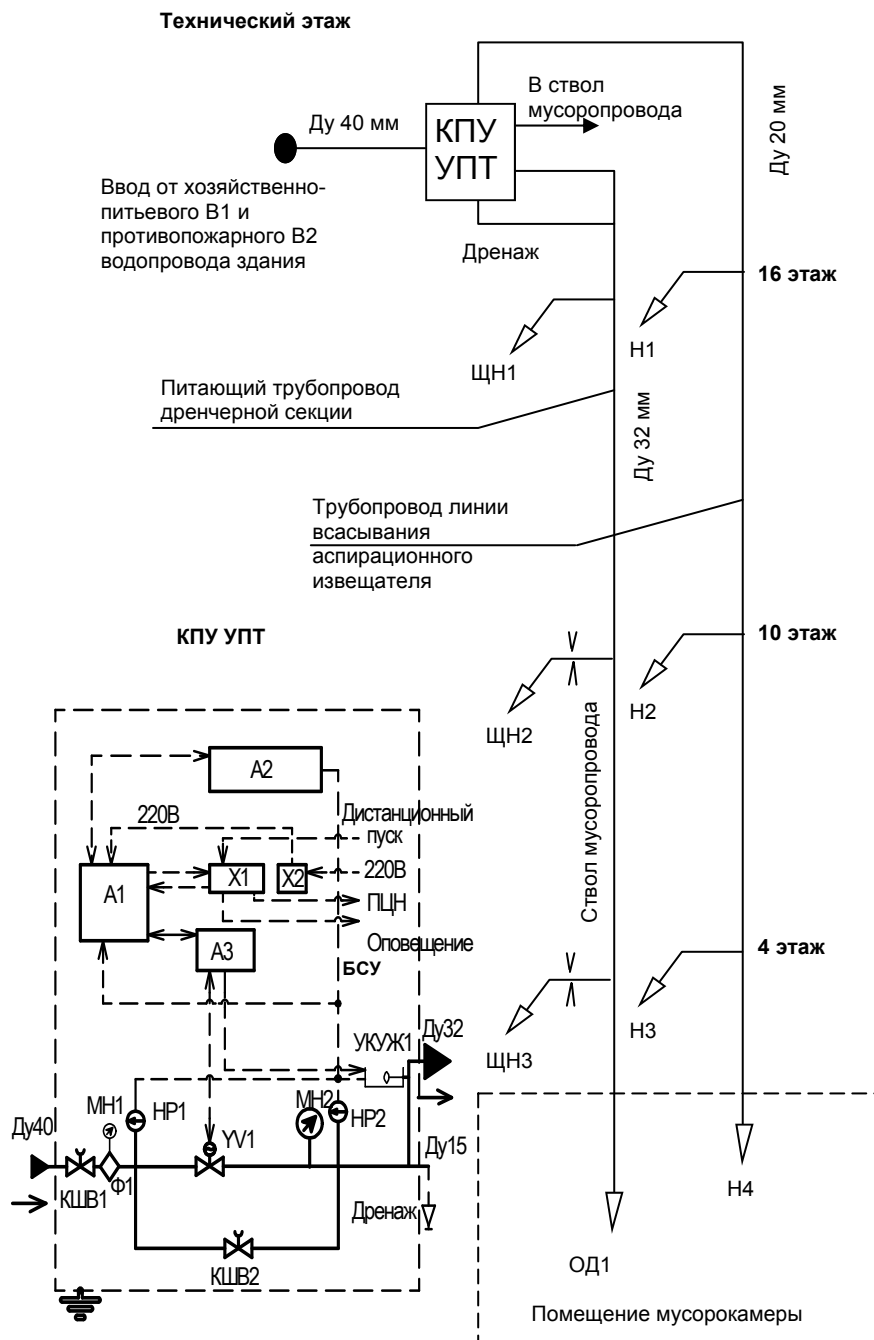 Технический этаж
В ствол
мусоропровода
Ду 40 мм
КПУ
УПТ
Ду 20 мм
Ввод от хозяйственно-
питьевого В1 и
противопожарного В2
водопровода здания
Дренаж
16 этаж
Н1
ЩН1
Питающий трубопровод
дренчерной секции
Ду 32 мм
Трубопровод линии
всасывания
аспирационного
извещателя
КПУ УПТ
10 этаж
Н2
ЩН2
Ствол мусоропровода
А2
220В
Дистанционный
пуск
А1
Х1
Х2
220В
ПЦН
Оповещение
А3
БСУ
4 этаж
Н3
ЩН3
УКУЖ1
Ду32
МН1
НР1
YV1
МН2
НР2
Ду40
Ду15
КШВ1
Ф1
Дренаж
КШВ2
Н4
ОД1
Помещение мусорокамеры